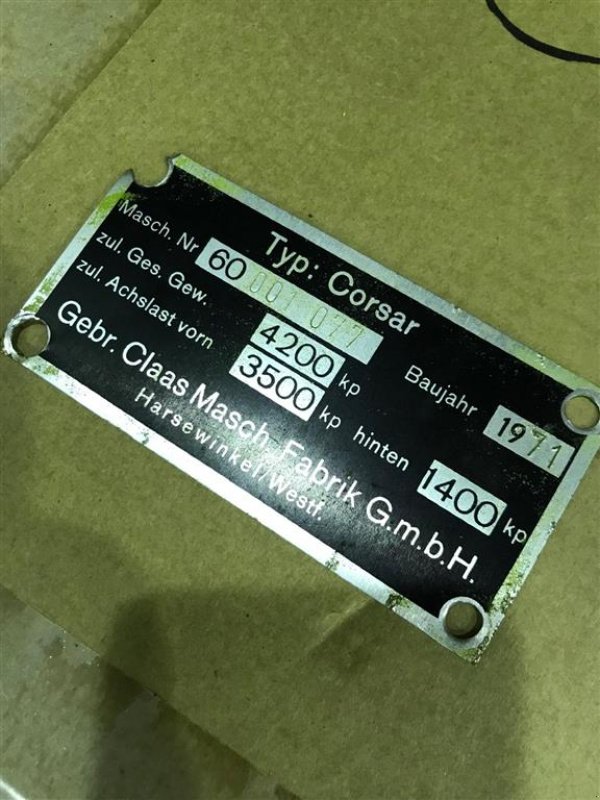 Typ: Corsar
Masch. Nr 60 001 077 Baujahr 1971
zul. Ges. Gew. 4200 kp
zul. Achslast vorn 3500 kp hinten 1400 kp
Gebr. Claas Masch. Fabrik G.m.b.H.
Harsewinkel/Westf.